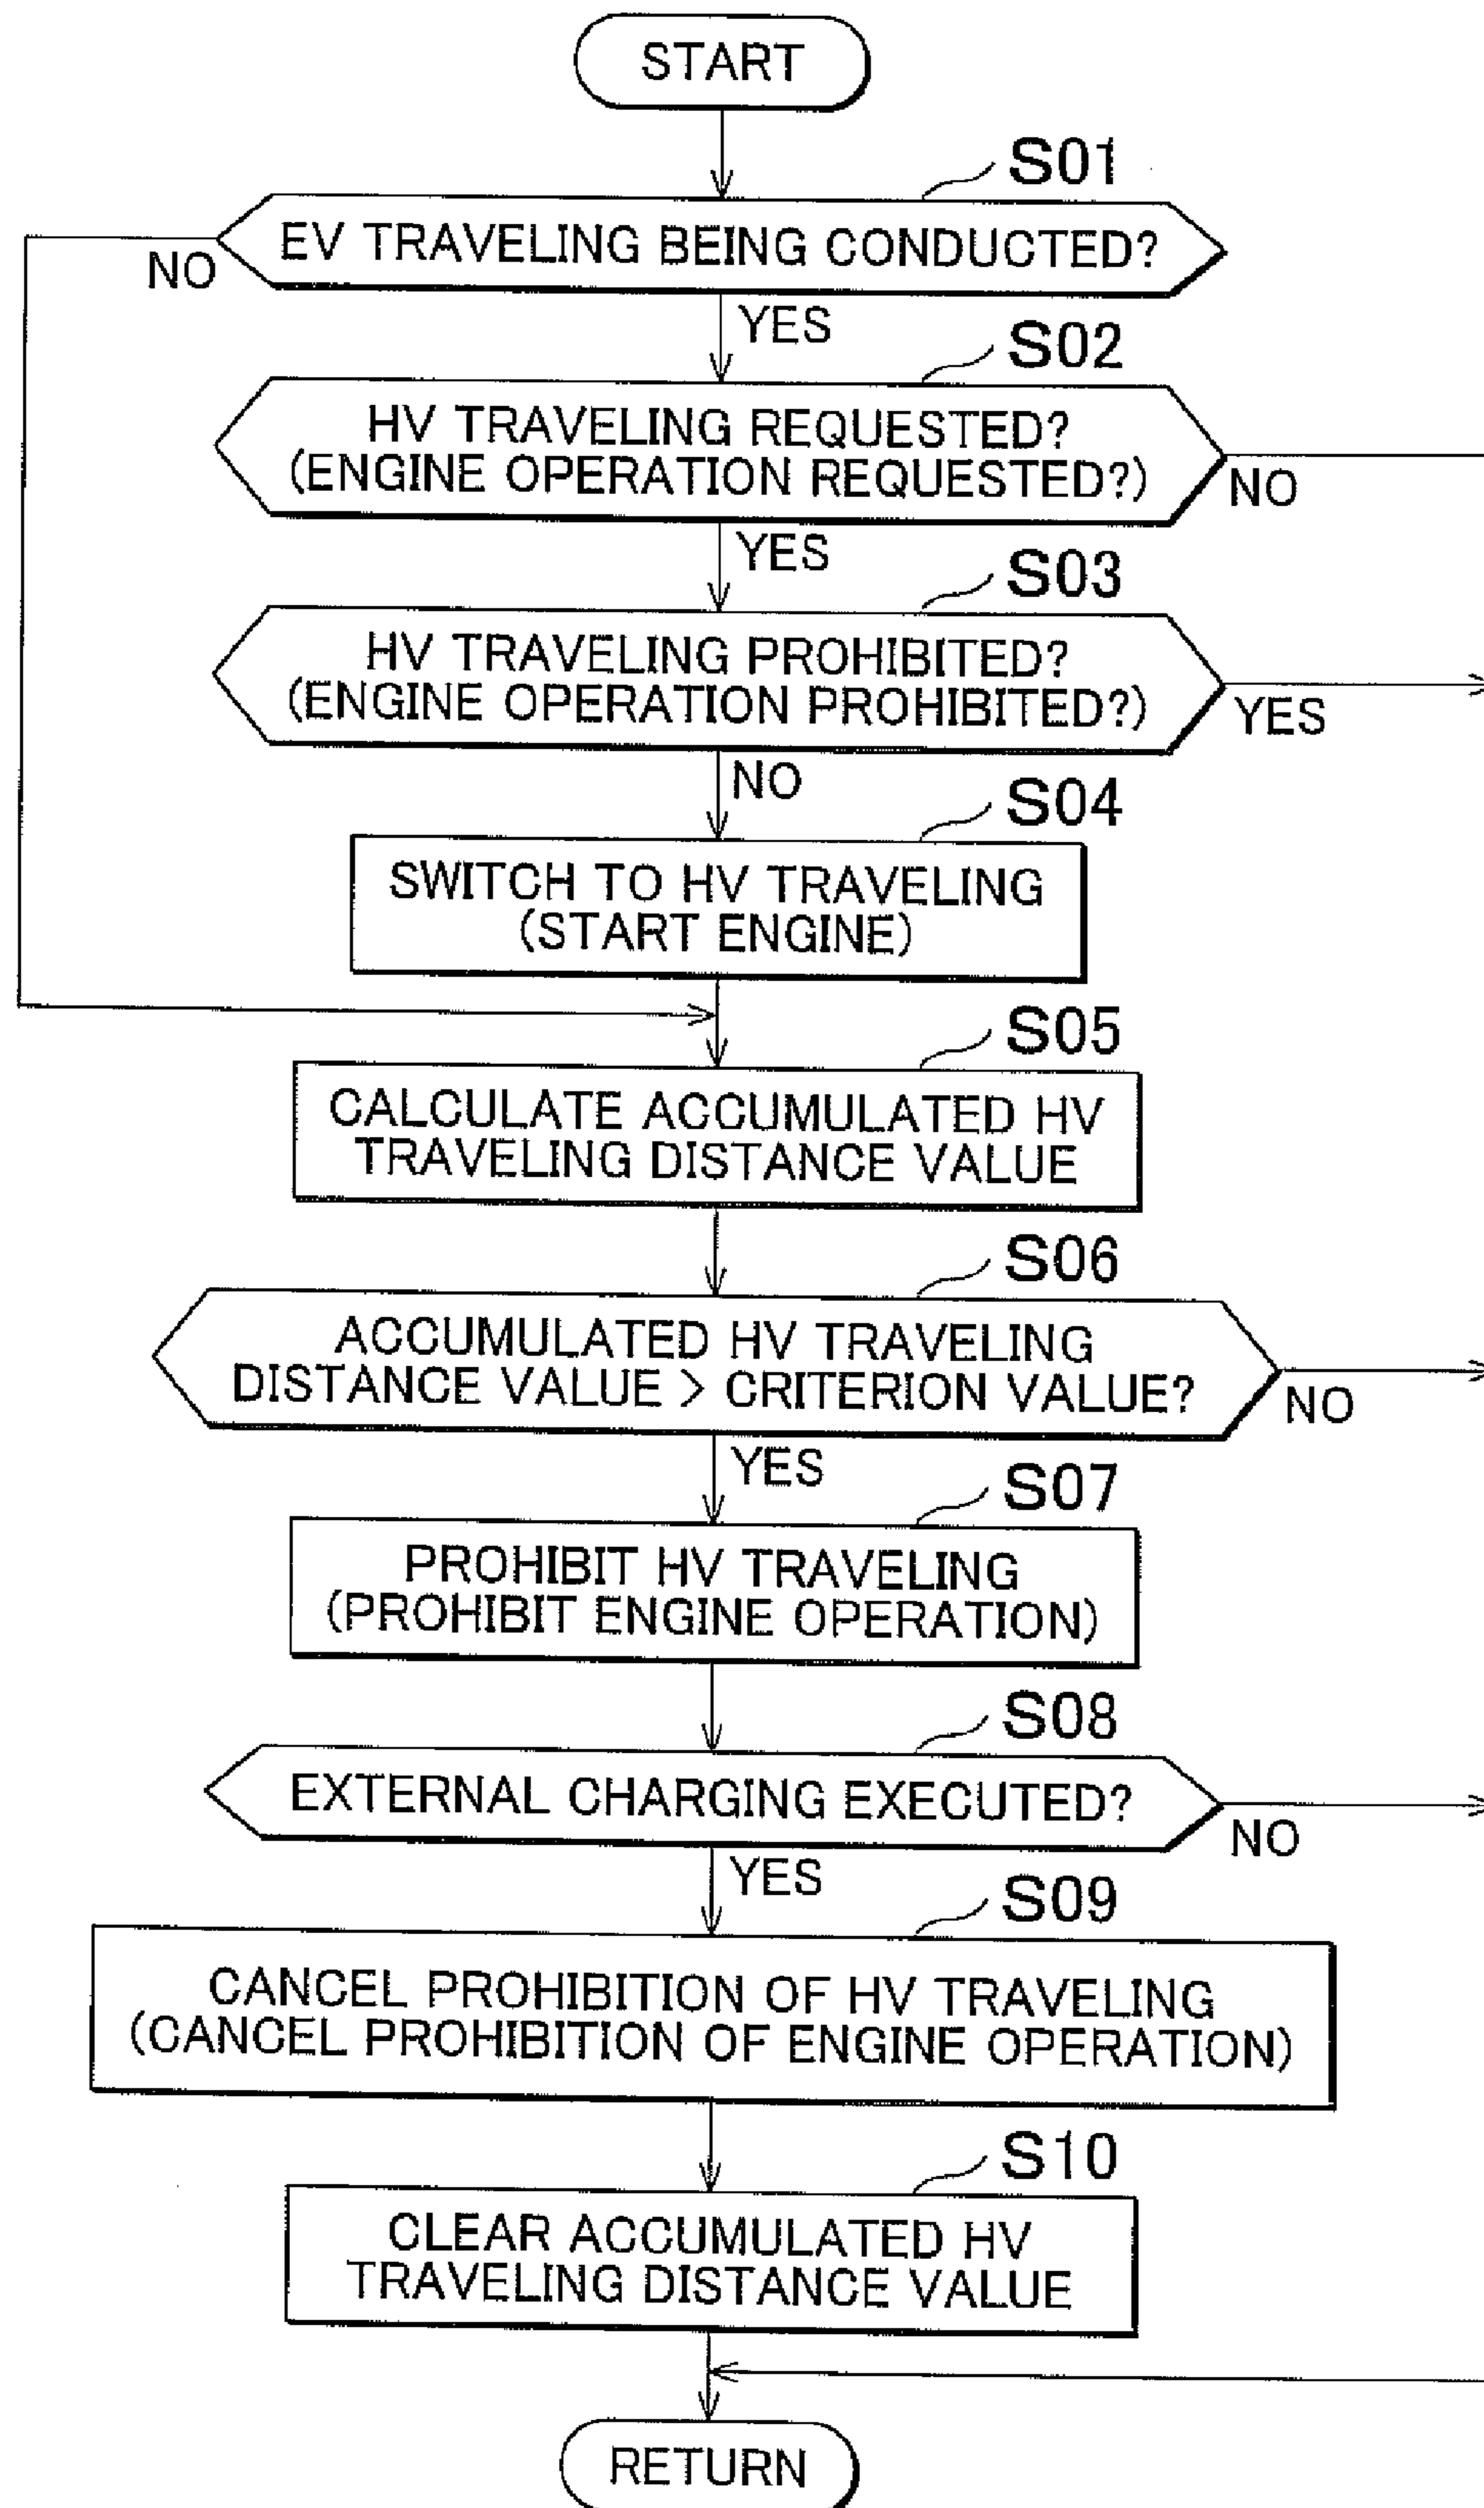 START
S01
EV TRAVELING BEING CONDUCTED?
NO
YES
S02
HV TRAVELING REQUESTED?
(ENGINE OPERATION REQUESTED?)
NO
YES
S03
HV TRAVELING PROHIBITED?
(ENGINE OPERATION PROHIBITED?)
YES
NO
S04
SWITCH TO HV TRAVELING
(START ENGINE)
S05
CALCULATE ACCUMULATED HV
TRAVELING DISTANCE VALUE
S06
ACCUMULATED HV TRAVELING
DISTANCE VALUE > CRITERION VALUE?
NO
YES
S07
PROHIBIT HV TRAVELING
(PROHIBIT ENGINE OPERATION)
S08
EXTERNAL CHARGING EXECUTED?
NO
YES
S09
CANCEL PROHIBITION OF HV TRAVELING
(CANCEL PROHIBITION OF ENGINE OPERATION)
S10
CLEAR ACCUMULATED HV
TRAVELING DISTANCE VALUE
RETURN